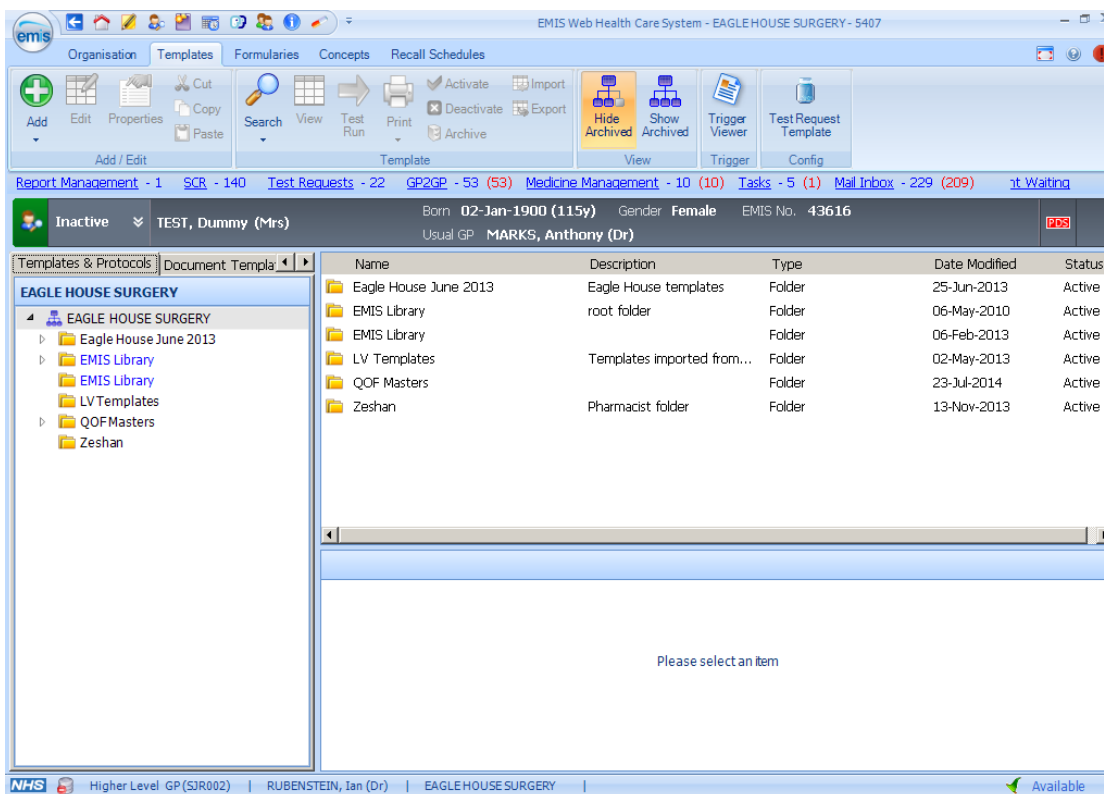 emis
EMIS Web Health Care System - EAGLE HOUSE SURGERY - 5407
Organisation Templates Formularies Concepts Recall Schedules
Add Edit Properties Cut Copy Paste Search View Test Run Print Activate Deactivate Archive Import Export Hide Archived Show Archived Trigger Viewer Test Request Template
Add / Edit Template View Trigger Config
Report Management - 1 SCR - 140 Test Requests - 22 GP2GP - 53 (53) Medicine Management - 10 (10) Tasks - 5 (1) Mail Inbox - 229 (209) nt Waiting
Inactive TEST, Dummy (Mrs) Born 02-Jan-1900 (115y) Gender Female EMIS No. 43616
Usual GP MARKS, Anthony (Dr) PDS
Templates & Protocols Document Templa
EAGLE HOUSE SURGERY
EAGLE HOUSE SURGERY
Eagle House June 2013
EMIS Library
EMIS Library
LV Templates
QOF Masters
Zeshan
Name Description Type Date Modified Status
Eagle House June 2013 Eagle House templates Folder 25-Jun-2013 Active
EMIS Library root folder Folder 06-May-2010 Active
EMIS Library Folder 06-Feb-2013 Active
LV Templates Templates imported from... Folder 02-May-2013 Active
QOF Masters Folder 23-Jul-2014 Active
Zeshan Pharmacist folder Folder 13-Nov-2013 Active
Please select an item
NHS Higher Level GP (SJR002) | RUBENSTEIN, Ian (Dr) | EAGLE HOUSE SURGERY | Available